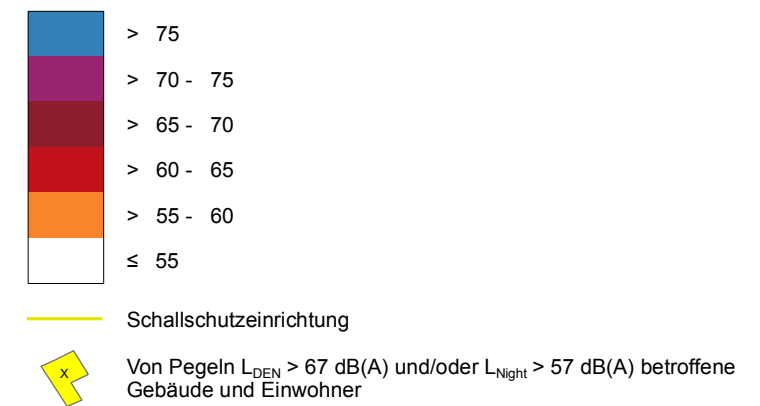 > 75
> 70 - 75
> 65 - 70
> 60 - 65
> 55 - 60
≤ 55
Schallschutzeinrichtung
X
Von Pegeln LDEN > 67 dB(A) und/oder LNight > 57 dB(A) betroffene
Gebäude und Einwohner